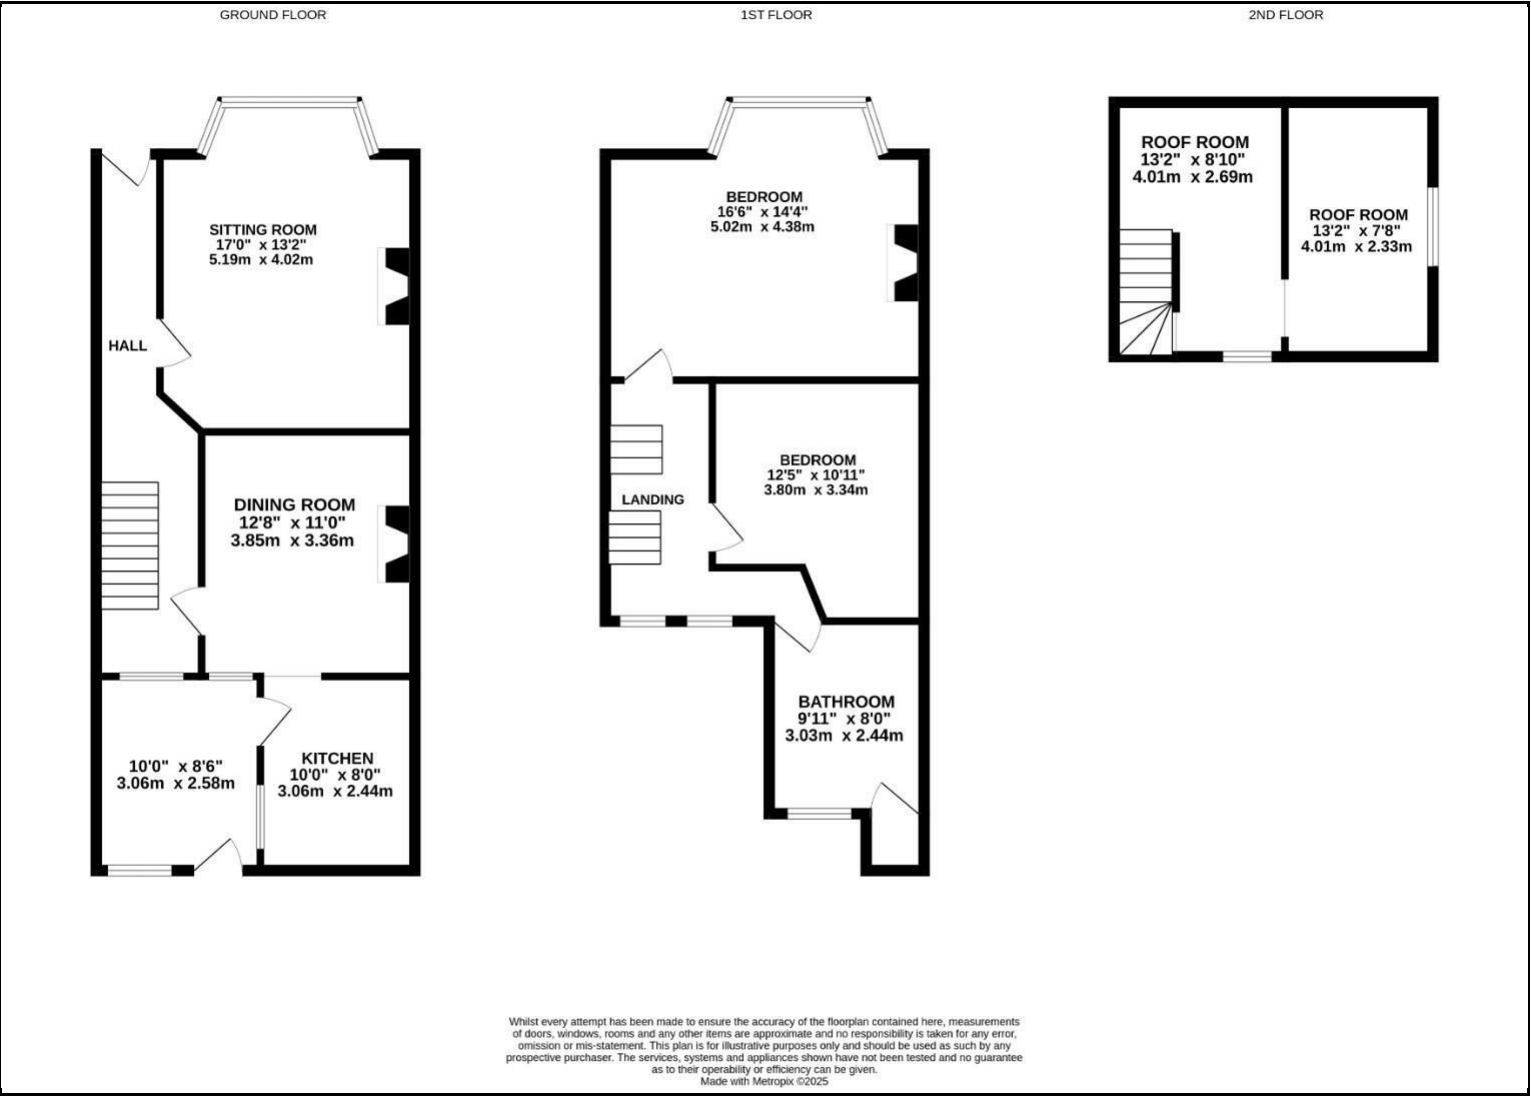 GROUND FLOOR
1ST FLOOR
2ND FLOOR
SITTING ROOM
17'0" x 13'2"
5.19m x 4.02m
HALL
DINING ROOM
12'8" x 11'0"
3.85m x 3.36m
10'0" x 8'6"
3.06m x 2.58m
KITCHEN
10'0" x 8'0"
3.06m x 2.44m
BEDROOM
16'6" x 14'4"
5.02m x 4.38m
BEDROOM
12'5" x 10'11"
3.80m x 3.34m
LANDING
BATHROOM
9'11" x 8'0"
3.03m x 2.44m
ROOF ROOM
13'2" x 8'10"
4.01m x 2.69m
ROOF ROOM
13'2" x 7'8"
4.01m x 2.33m
Whilst every attempt has been made to ensure the accuracy of the floorplan contained here, measurements
of doors, windows, rooms and any other items are approximate and no responsibility is taken for any error,
omission or mis-statement. This plan is for illustrative purposes only and should be used as such by any
prospective purchaser. The services, systems and appliances shown have not been tested and no guarantee
as to their operability or efficiency can be given.
Made with Metropix ©2025